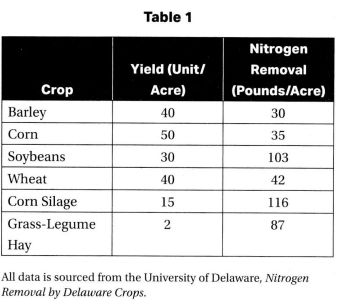 Table 1
Crop Yield (Unit/Acre) Nitrogen Removal (Pounds/Acre)
Barley 40 30
Corn 50 35
Soybeans 30 103
Wheat 40 42
Corn Silage 15 116
Grass-Legume Hay 2 87
All data is sourced from the University of Delaware, Nitrogen
Removal by Delaware Crops.